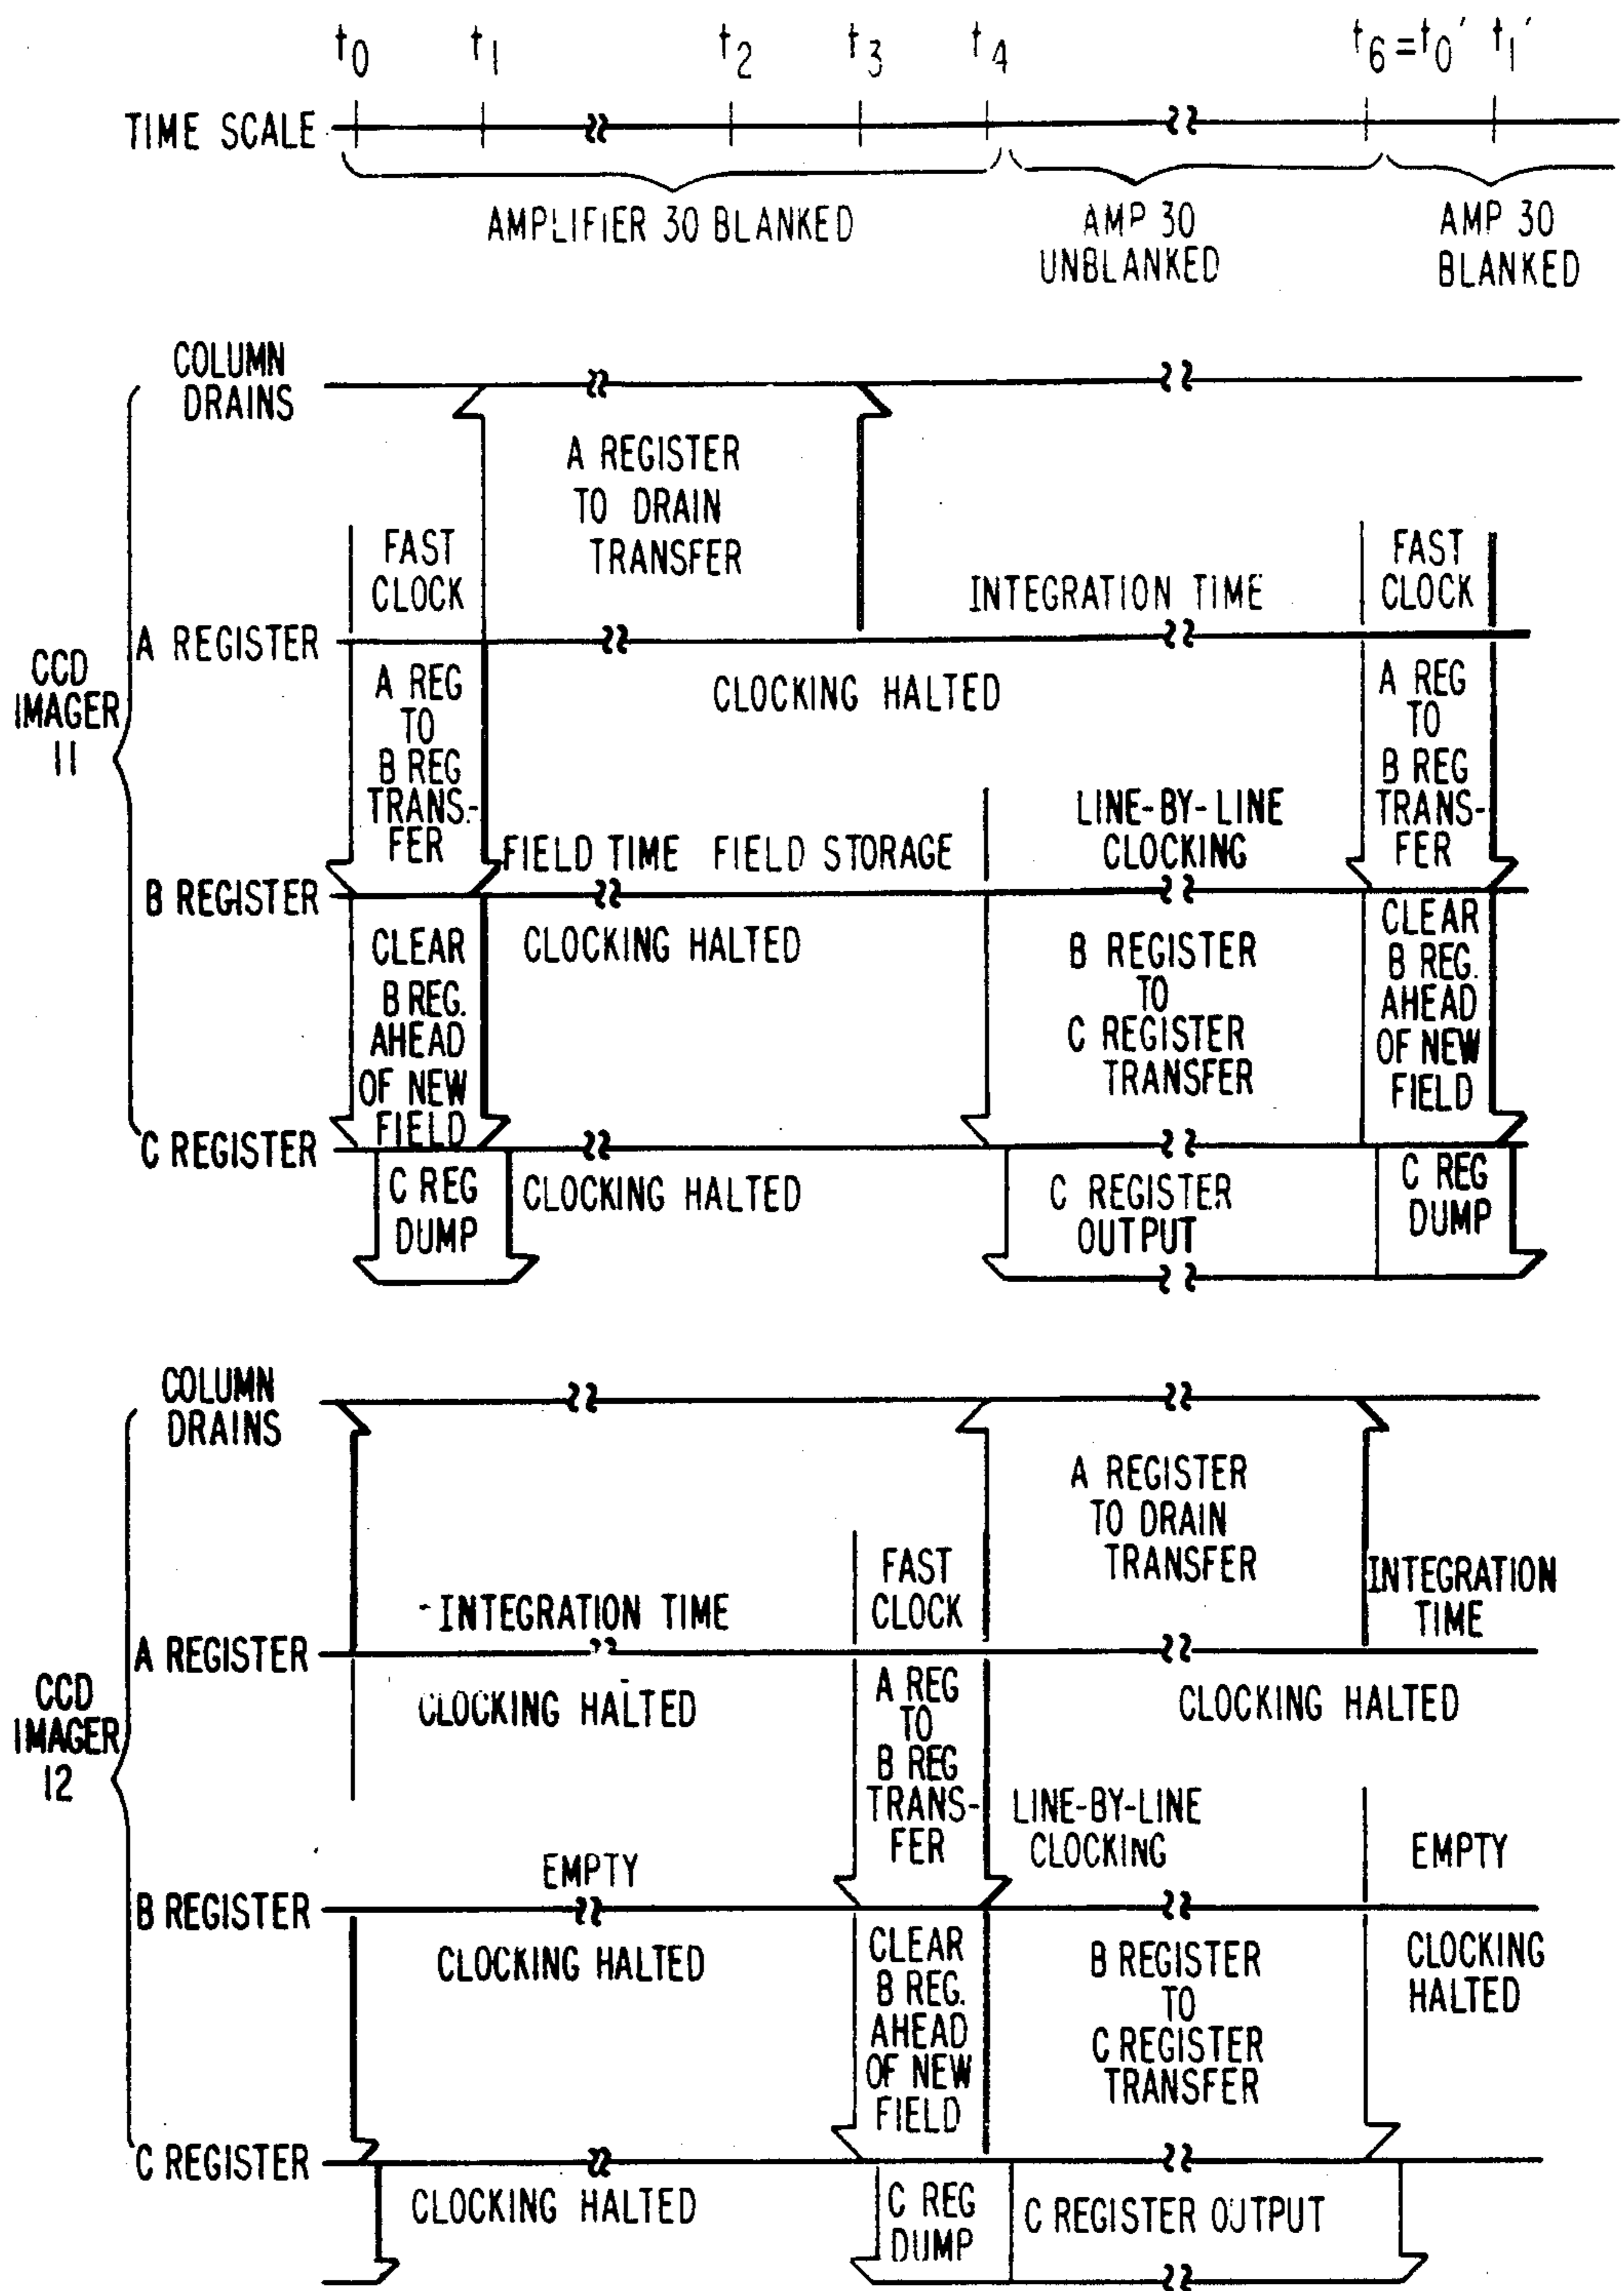 t0 t1 t2 t3 t4 t6=t0' t1'
TIME SCALE
AMPLIFIER 30 BLANKED
AMP 30
UNBLANKED
AMP 30
BLANKED
CCD
IMAGER
11
COLUMN
DRAINS
A REGISTER
TO DRAIN
TRANSFER
FAST
CLOCK
INTEGRATION TIME
FAST
CLOCK
A REGISTER
A REG
TO
B REG
TRANS-
FER
CLOCKING HALTED
A REG
TO
B REG
TRANS-
FER
FIELD TIME FIELD STORAGE
LINE-BY-LINE
CLOCKING
B REGISTER
CLEAR
B REG.
AHEAD
OF NEW
FIELD
CLOCKING HALTED
B REGISTER
TO
C REGISTER
TRANSFER
CLEAR
B REG.
AHEAD
OF NEW
FIELD
C REGISTER
C REG
DUMP
CLOCKING HALTED
C REGISTER
OUTPUT
C REG
DUMP
CCD
IMAGER
12
COLUMN
DRAINS
A REGISTER
TO DRAIN
TRANSFER
INTEGRATION TIME
FAST
CLOCK
INTEGRATION
TIME
A REGISTER
CLOCKING HALTED
A REG
TO
B REG
TRANS-
FER
CLOCKING HALTED
EMPTY
LINE-BY-LINE
CLOCKING
EMPTY
B REGISTER
CLOCKING HALTED
CLEAR
B REG.
AHEAD
OF NEW
FIELD
B REGISTER
TO
C REGISTER
TRANSFER
CLOCKING
HALTED
C REGISTER
CLOCKING HALTED
C REG
DUMP
C REGISTER OUTPUT